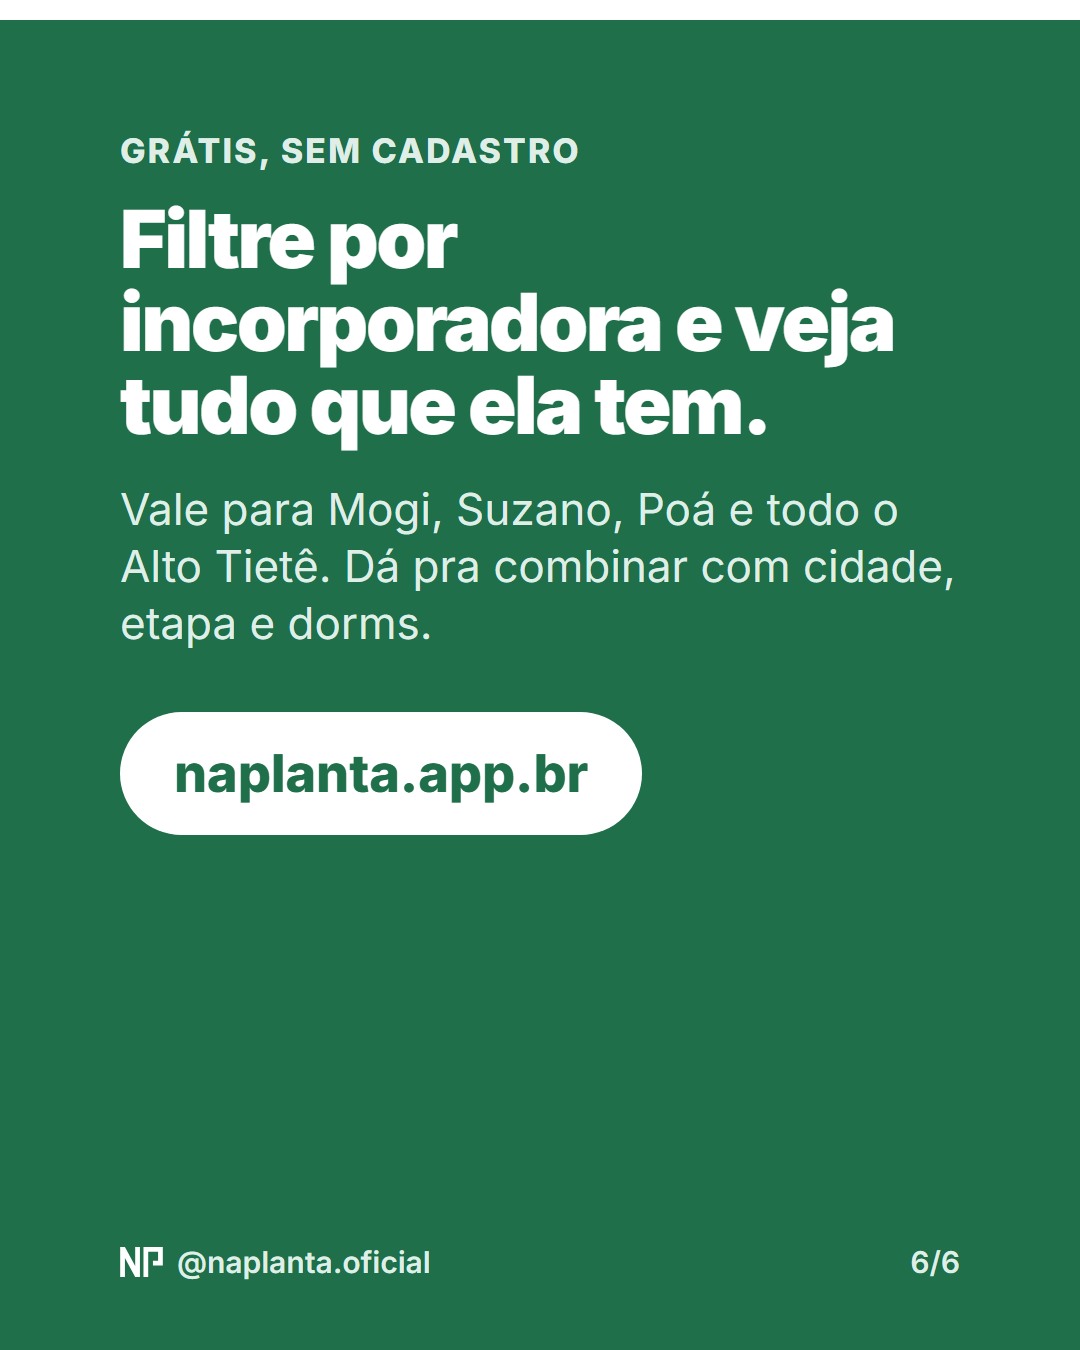 GRÁTIS, SEM CADASTRO
Filtre por
incorporadora e veja
tudo que ela tem.
Vale para Mogi, Suzano, Poá e todo o
Alto Tietê. Dá pra combinar com cidade,
etapa e dorms.
naplanta.app.br
NP @naplanta.oficial
6/6